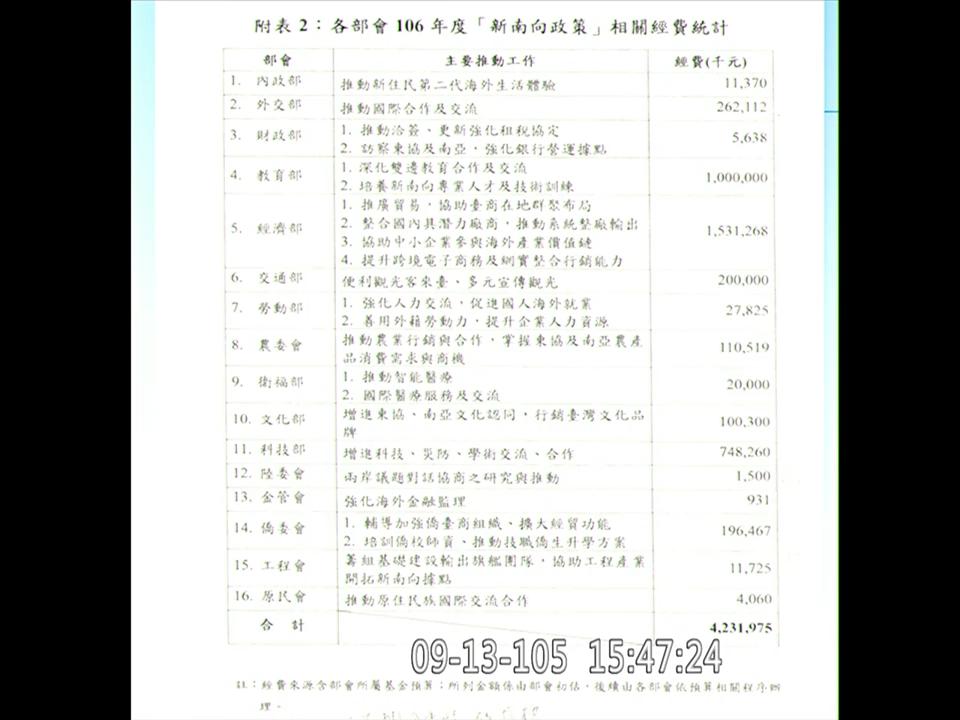 附表 2：各部會 106 年度「新南向政策」相關經費統計
部會 主要推動工作 經費(千元)
1. 內政部 推動新住民第二代海外生活體驗 11,370
2. 外交部 推動國際合作及交流 262,112
3. 財政部 1. 推動洽簽、更新強化租稅協定 5,638
2. 訪察東協及南亞，強化銀行營運據點
4. 教育部 1. 深化雙邊教育合作及交流 1,000,000
2. 培養新南向專業人才及技術訓練
5. 經濟部 1. 推廣貿易，協助臺商在地群聚布局 1,531,268
2. 整合國內具潛力廠商，推動系統整廠輸出
3. 協助中小企業參與海外產業價值鏈
4. 提升跨境電子商務及網實整合行銷能力
6. 交通部 便利觀光客來臺、多元宣傳觀光 200,000
7. 勞動部 1. 強化人力交流，促進國人海外就業 27,825
2. 善用外籍勞動力，提升企業人力資源
8. 農委會 推動農業行銷與合作，掌握東協及南亞農產 110,519
品消費需求與商機
9. 衛福部 1. 推動智能醫療 20,000
2. 國際醫療服務及交流
10. 文化部 增進東協、南亞文化認同，行銷臺灣文化品 100,300
牌
11. 科技部 增進科技、災防、學術交流、合作 748,260
12. 陸委會 兩岸議題對話協商之研究與推動 1,500
13. 金管會 強化海外金融監理 931
14. 僑委會 1. 輔導加強僑臺商組織、擴大經貿功能 196,467
2. 培訓僑校師資、推動技職僑生升學方案
15. 工程會 籌組基礎建設輸出旗艦團隊，協助工程產業 11,725
開拓新南向據點
16. 原民會 推動原住民族國際交流合作 4,060
合 計 4,231,975
09-13-105 15:47:24
註：經費來源含部會所屬基金預算；所列金額係由部會初估，後續由各部會依預算相關程序辦
理。